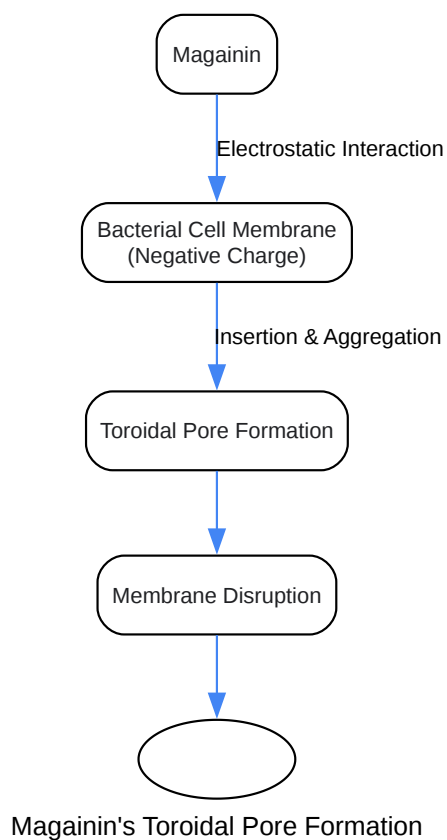 Magainin
Electrostatic Interaction
Bacterial Cell Membrane
(Negative Charge)
Insertion & Aggregation
Toroidal Pore Formation
Membrane Disruption
Magainin's Toroidal Pore Formation